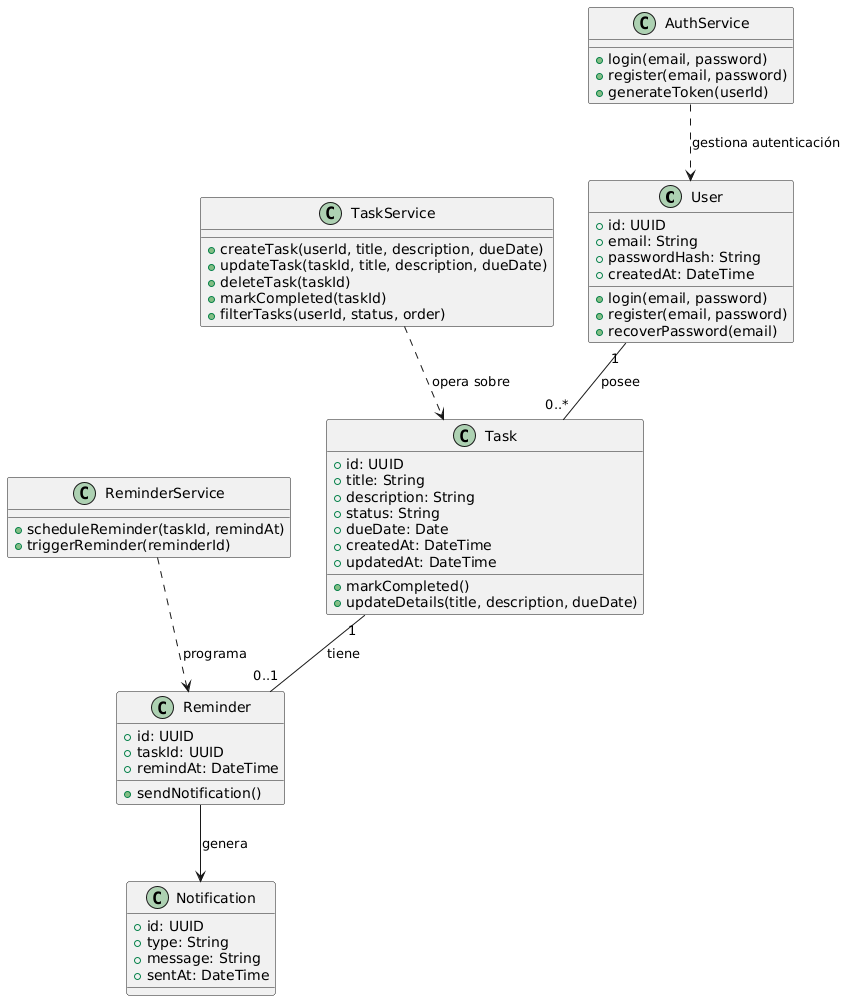 AuthService
login(email, password)
register(email, password)
generateToken(userId)
gestiona autenticación
User
id: UUID
email: String
passwordHash: String
createdAt: DateTime
login(email, password)
register(email, password)
recoverPassword(email)
TaskService
createTask(userId, title, description, dueDate)
updateTask(taskId, title, description, dueDate)
deleteTask(taskId)
markCompleted(taskId)
filterTasks(userId, status, order)
opera sobre
1
posee
0..*
Task
id: UUID
title: String
description: String
status: String
dueDate: Date
createdAt: DateTime
updatedAt: DateTime
markCompleted()
updateDetails(title, description, dueDate)
ReminderService
scheduleReminder(taskId, remindAt)
triggerReminder(reminderId)
programa
1
tiene
0..1
Reminder
id: UUID
taskId: UUID
remindAt: DateTime
sendNotification()
genera
Notification
id: UUID
type: String
message: String
sentAt: DateTime